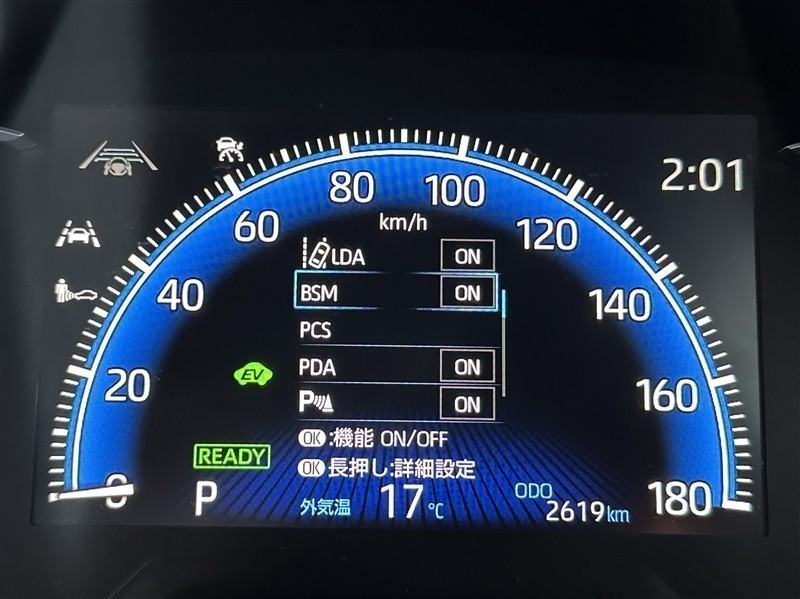 2:01
80
100
km/h
60
120
LDA ON
BSM ON
40
140
PCS
PDA ON
EV
20
160
P ON
OK:機能 ON/OFF
READY
OK長押し:詳細設定
0
P
外気温 17℃
ODO
2619km
180